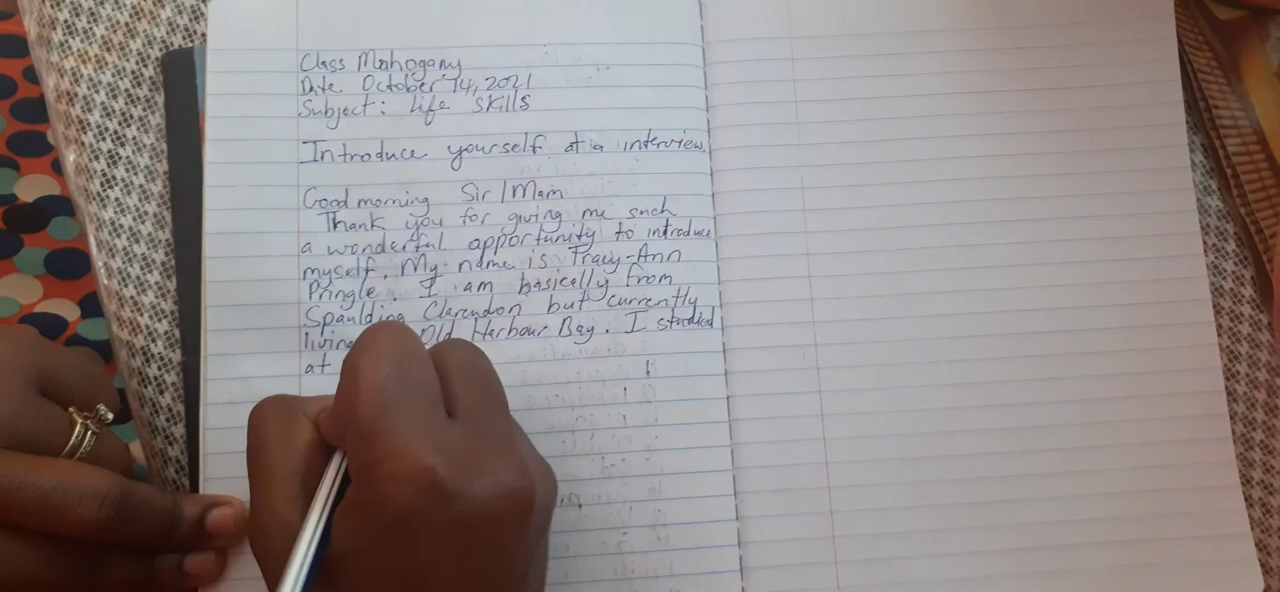 Class Mahogany
Date October 14, 2021
Subject: Life Skills
Introduce yourself at a interview.
Good morning Sir/Mam
Thank you for giving me such
a wonderful opportunity to introduce
myself. My name is Tracy-Ann
Pringle. I am basically from
Spaulding Clarendon but currently
living Old Harbour Bay. I studied
at